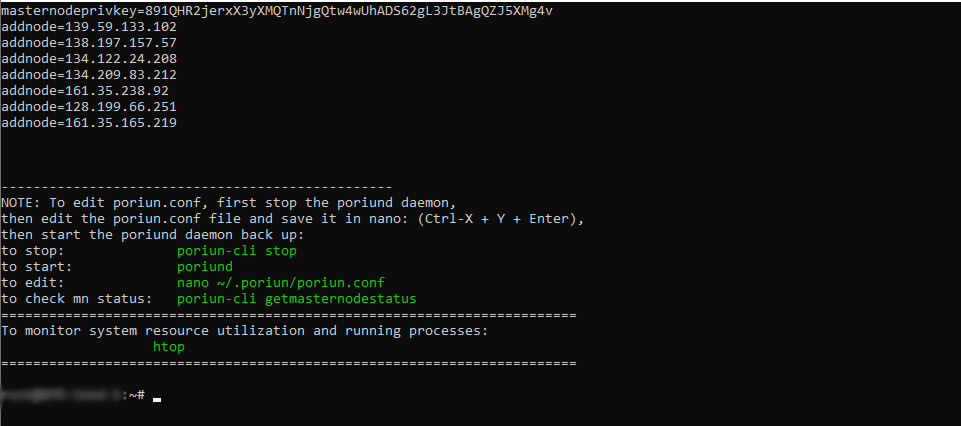 masternodeprivkey=891QHR2jerxX3yXMQTnNjgQtw4wUhADS62gL3JtBAgQZJ5XMg4v
addnode=139.59.133.102
addnode=138.197.157.57
addnode=134.122.24.208
addnode=134.209.83.212
addnode=161.35.238.92
addnode=128.199.66.251
addnode=161.35.165.219
-------------------------------------------------
NOTE: To edit poriun.conf, first stop the poriund daemon,
then edit the poriun.conf file and save it in nano: (Ctrl-X + Y + Enter),
then start the poriund daemon back up:
to stop:              poriun-cli stop
to start:             poriund
to edit:              nano ~/.poriun/poriun.conf
to check mn status:   poriun-cli getmasternodestatus
========================================================================
To monitor system resource utilization and running processes:
                   htop
========================================================================
:~#